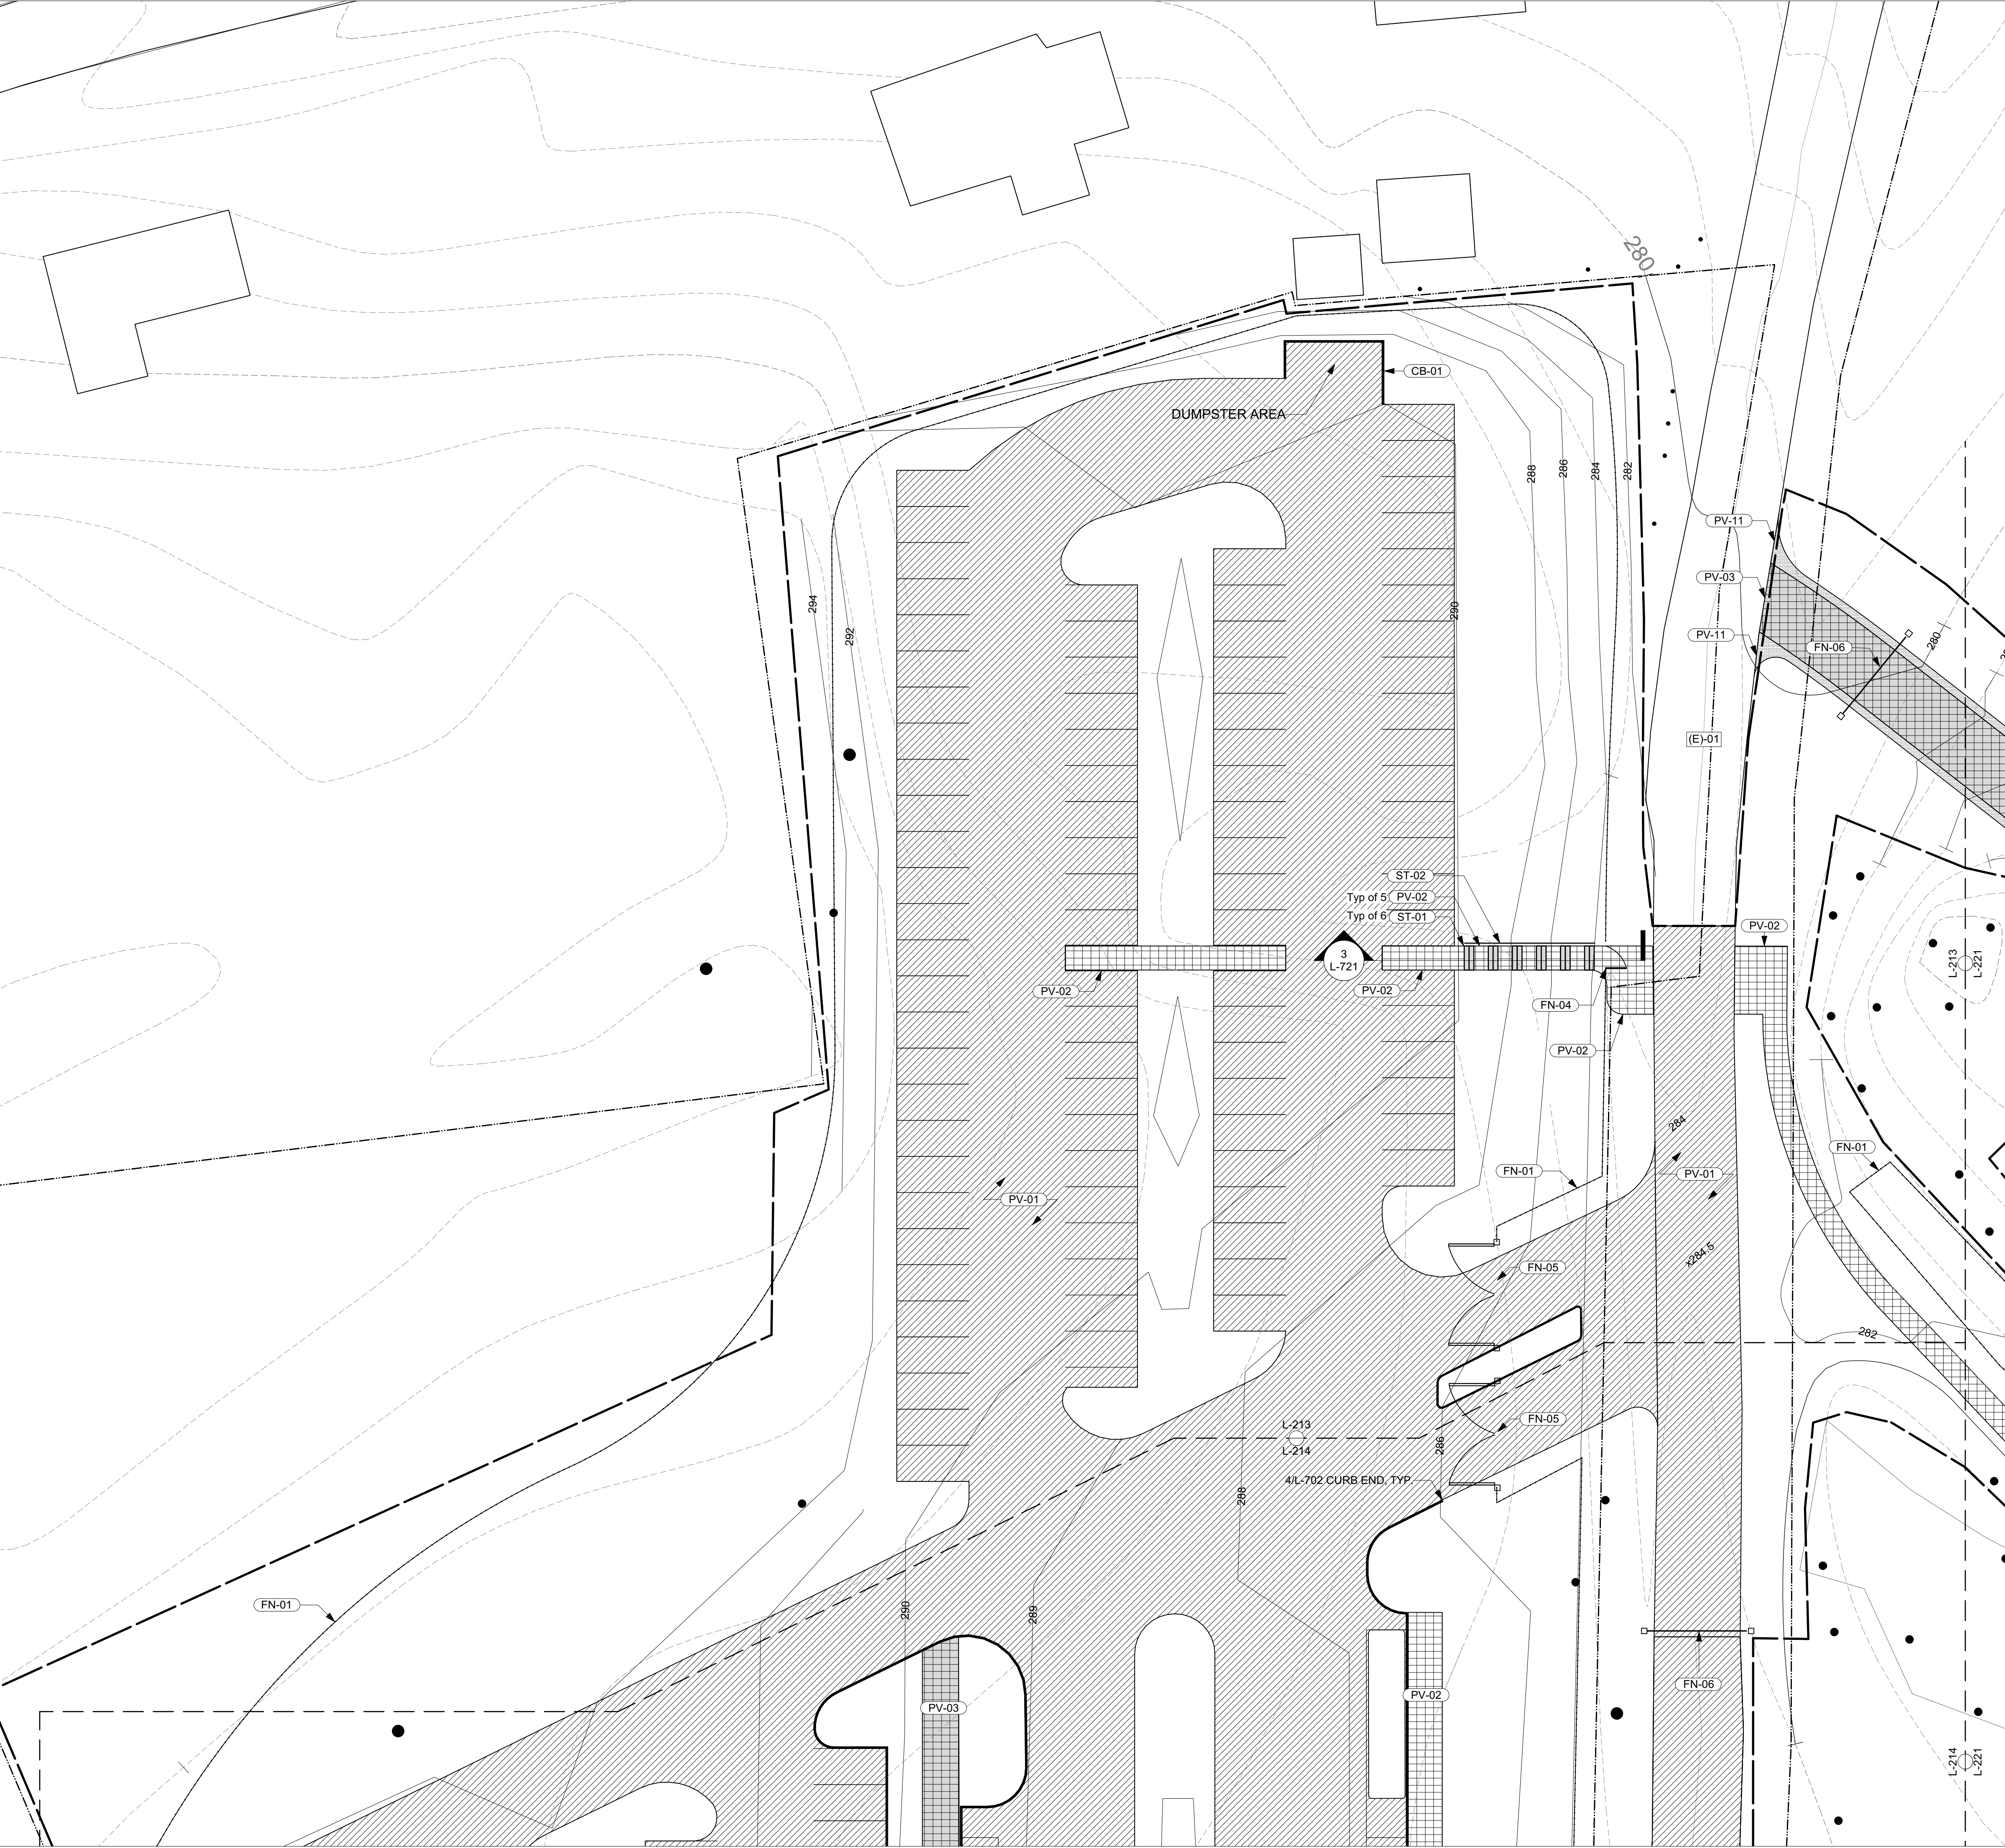 280
CB-01
DUMPSTER AREA
288
286
284
282
PV-11
PV-03
PV-11
FN-06
280
294
292
290
(E)-01
ST-02
Typ of 5 PV-02
Typ of 6 ST-01
PV-02
3
L-721
L-213
L-221
PV-02
PV-02
FN-04
PV-02
284
FN-01
FN-01
PV-01
PV-01
x284.5
FN-05
282
L-213
L-214
FN-05
286
4/L-702 CURB END, TYP.
288
FN-01
290
289
FN-06
PV-03
PV-02
L-214
L-221